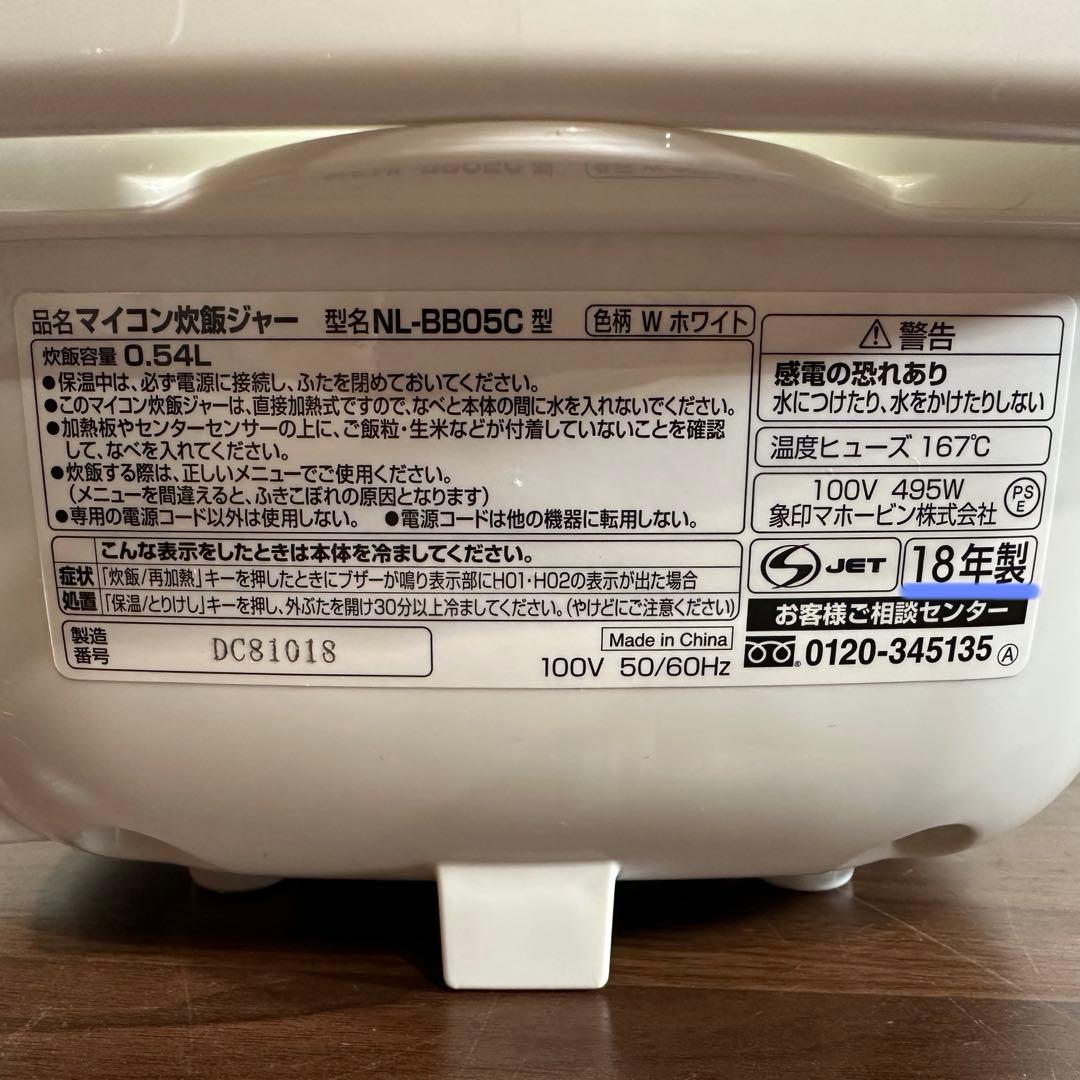 品名 マイコン炊飯ジャー 型名 NL-BB05C 型 色柄 W ホワイト
炊飯容量 0.54L
●保温中は、必ず電源に接続し、ふたを閉めておいてください。
●このマイコン炊飯ジャーは、直接加熱式ですので、なべと本体の間に水を入れないでください。
●加熱板やセンターセンサーの上に、ご飯粒・生米などが付着していないことを確認
して、なべを入れてください。
●炊飯する際は、正しいメニューでご使用ください。
(メニューを間違えると、ふきこぼれの原因となります)
●専用の電源コード以外は使用しない。 ●電源コードは他の機器に転用しない。
こんな表示をしたときは本体を冷ましてください。
症状 「炊飯/再加熱」キーを押したときにブザーが鳴り表示部にH01・H02の表示が出た場合
処置 「保温/とりけし」キーを押し、外ぶたを開け30分以上冷ましてください。(やけどにご注意ください)
製造
番号 DC81018
Made in China
100V 50/60Hz
⚠警告
感電の恐れあり
水につけたり、水をかけたりしない
温度ヒューズ 167℃
100V 495W
象印マホービン株式会社
PS
E
S JET
18年製
お客様ご相談センター
0120-345135 Ⓐ